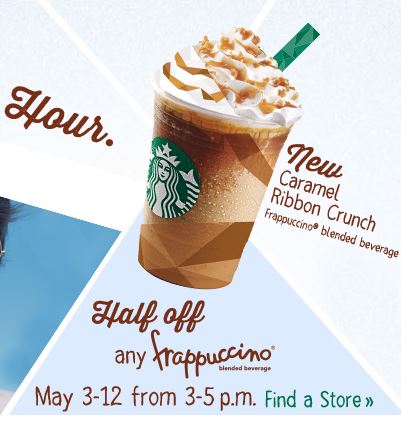 Hour.
New
Caramel
Ribbon Crunch
Frappuccino® blended beverage
Half off
any frappuccino®
blended beverage
May 3-12 from 3-5 p.m. Find a Store »